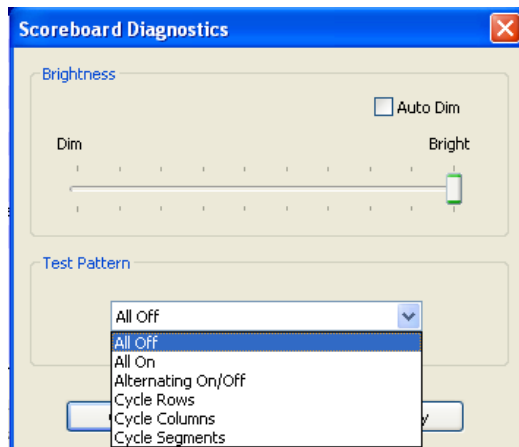 Scoreboard Diagnostics
Brightness
Auto Dim
Dim Bright
Test Pattern
All Off
All Off
All On
Alternating On/Off
Cycle Rows
Cycle Columns
Cycle Segments